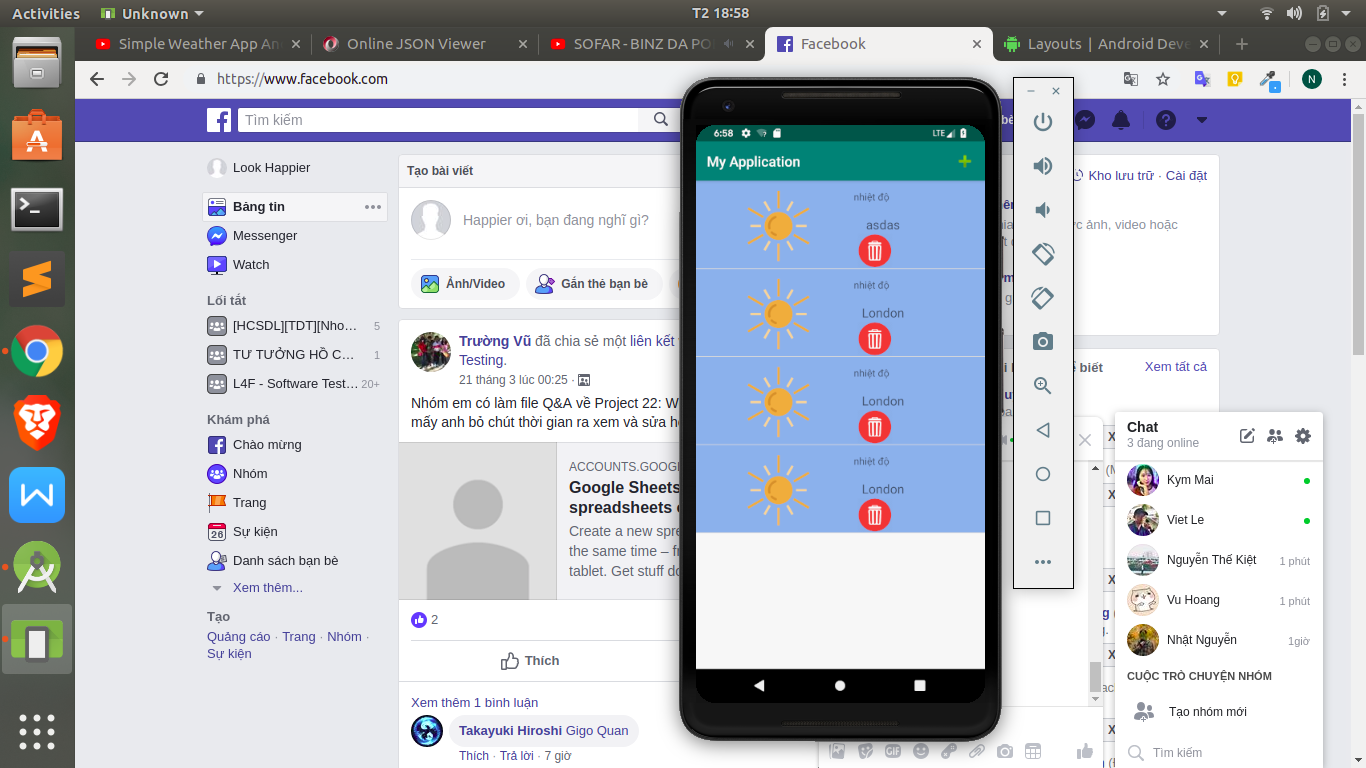 Activities Unknown T2 18:58
Simple Weather App An
Online JSON Viewer
SOFAR - BINZ DA PO
Facebook
Layouts | Android Deve
https://www.facebook.com
N
Tìm kiếm
Look Happier
Bảng tin
Messenger
Watch
Lối tắt
[HCSDL][TDT][Nho... 5
TƯ TƯỞNG HỒ C... 1
L4F - Software Test... 20+
Khám phá
Chào mừng
Nhóm
Trang
26 Sự kiện
Danh sách bạn bè
Xem thêm...
Tạo
Quảng cáo · Trang · Nhóm ·
Sự kiện
Tạo bài viết
Happier ơi, bạn đang nghĩ gì?
Ảnh/Video
Gắn thẻ bạn bè
Trường Vũ đã chia sẻ một liên kết
Testing.
21 tháng 3 lúc 00:25 ·
Nhóm em có làm file Q&A về Project 22: W
mấy anh bỏ chút thời gian ra xem và sửa h
ACCOUNTS.GOOG
Google Sheets
spreadsheets
Create a new spre
the same time – fr
tablet. Get stuff do
2
Thích
Xem thêm 1 bình luận
Takayuki Hiroshi Gigo Quan
Thích · Trả lời · 7 giờ
6:58 LTE
My Application
nhiệt độ
asdas
nhiệt độ
London
nhiệt độ
London
nhiệt độ
London
Kho lưu trữ · Cài đặt
ực ảnh, video hoặc
ể biết Xem tất cả
Chat
3 đang online
Kym Mai
Viet Le
Nguyễn Thế Kiệt 1 phút
Vu Hoang 1 phút
Nhật Nguyễn 1giờ
CUỘC TRÒ CHUYỆN NHÓM
Tạo nhóm mới
Tìm kiếm